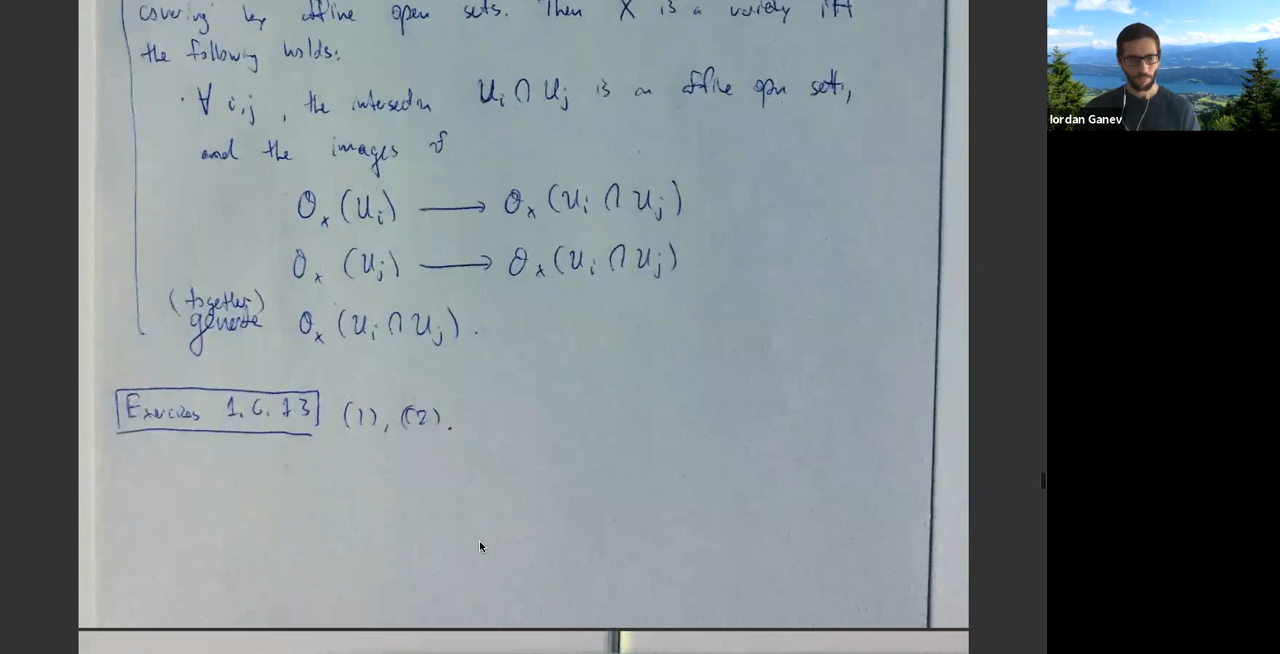 covering by affine open sets. Then X is a variety iff
the following holds:
· ∀ i,j, the intersection U_i ∩ U_j is an affine open set,
and the images of
O_X (U_i) ⟶ O_X (U_i ∩ U_j)
O_X (U_j) ⟶ O_X (U_i ∩ U_j)
(together)
generate O_X (U_i ∩ U_j).
Exercises 1.6.13 (1), (2).
Iordan Ganev